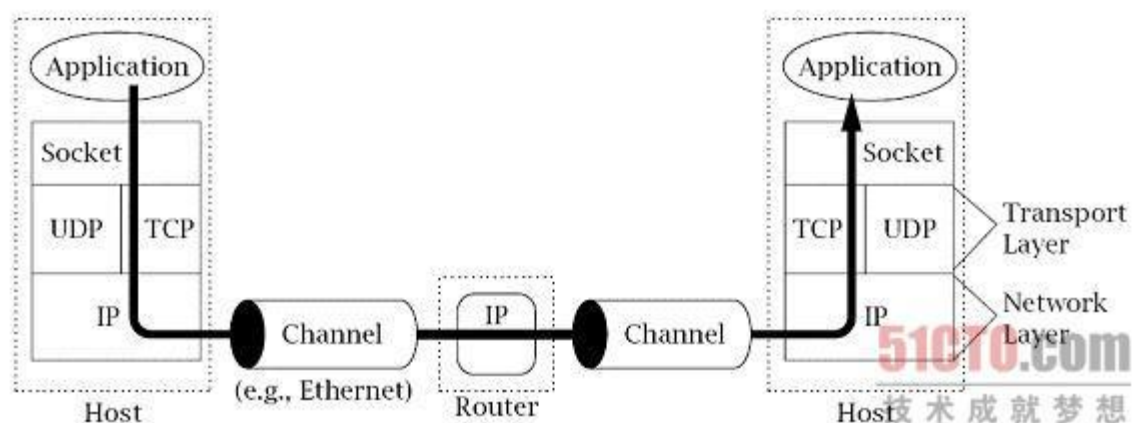 Application
Socket
UDP
TCP
IP
Host
Channel
(e.g., Ethernet)
IP
Router
Channel
Application
Socket
TCP
UDP
IP
Host
Transport
Layer
Network
Layer
51CTO.com
技术成就梦想